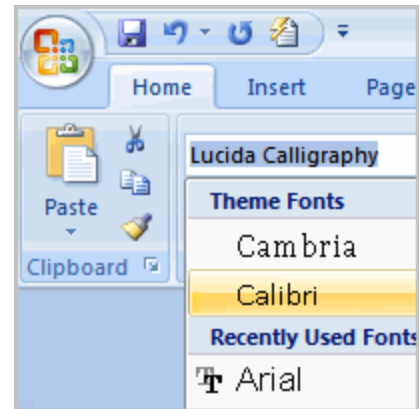 Home Insert Page
Lucida Calligraphy
Paste
Theme Fonts
Cambria
Clipboard
Calibri
Recently Used Fonts
Arial